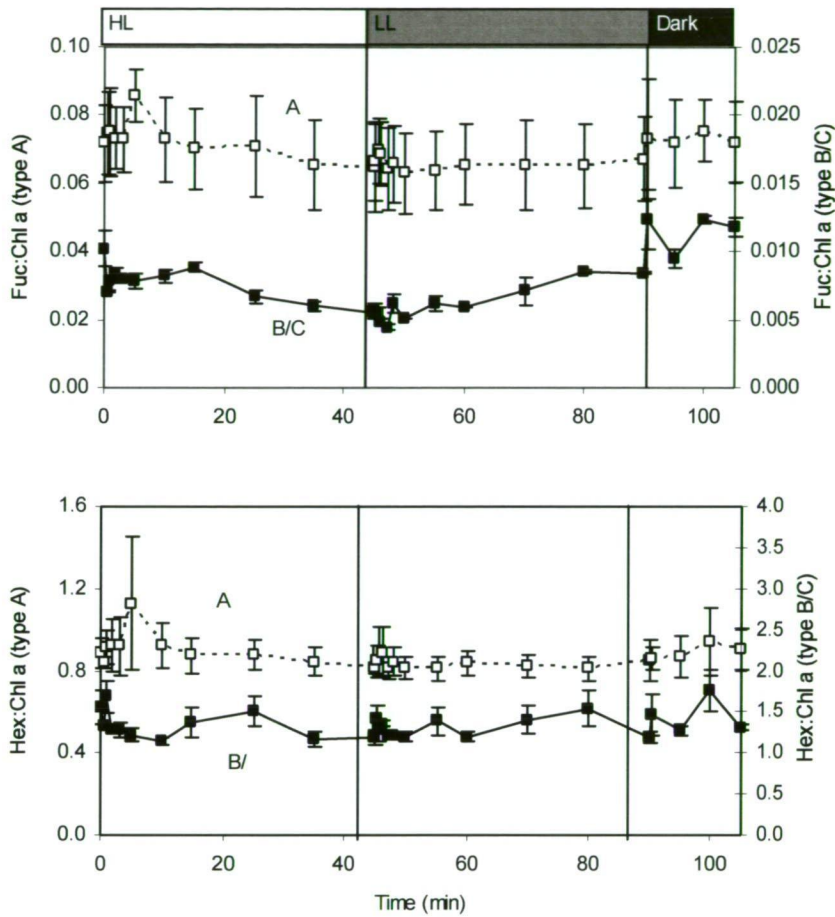 HL LL Dark
0.10 0.025
0.08 0.020
0.06 0.015
0.04 0.010
0.02 0.005
0.00 0.000
Fuc:Chl a (type A)
Fuc:Chl a (type B/C)
A
B/C
0 20 40 60 80 100
1.6 4.0
3.5
1.2 3.0
2.5
0.8 2.0
1.5
0.4 1.0
0.5
0.0 0.0
Hex:Chl a (type A)
Hex:Chl a (type B/C)
A
B/
0 20 40 60 80 100
Time (min)